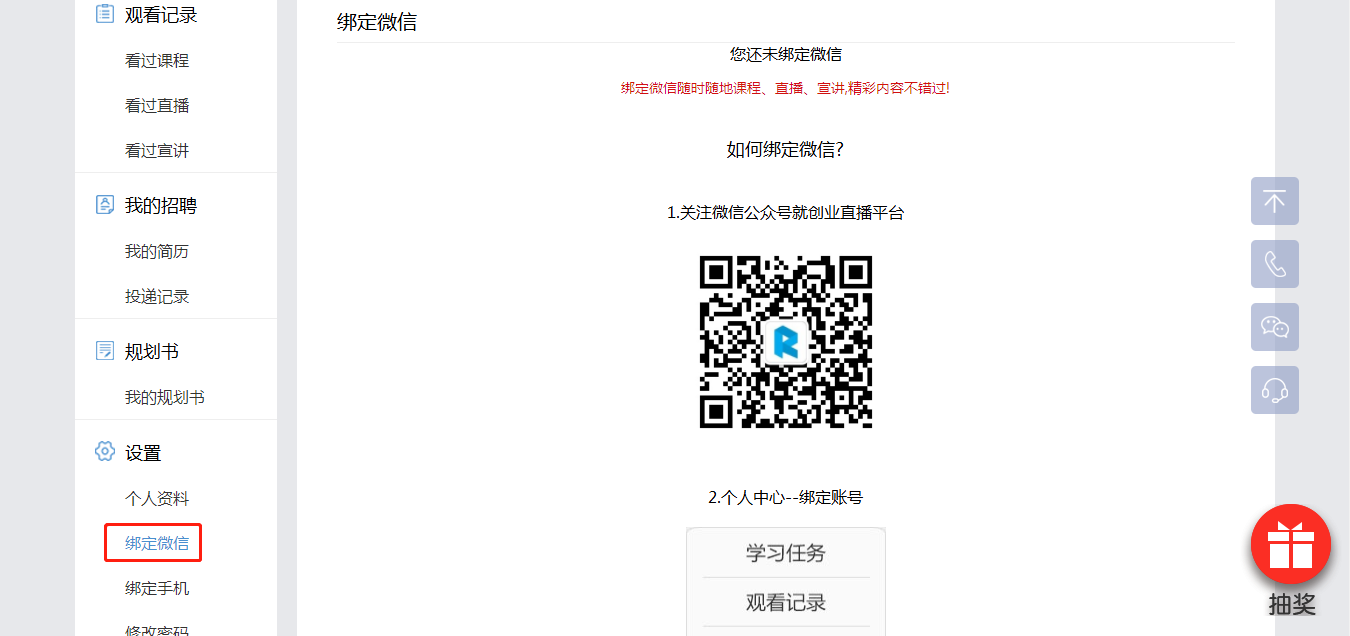 观看记录
看过课程
看过直播
看过宣讲
我的招聘
我的简历
投递记录
规划书
我的规划书
设置
个人资料
绑定微信
绑定手机
修改密码
绑定微信
您还未绑定微信
绑定微信随时随地课程、直播、宣讲,精彩内容不错过!
如何绑定微信?
1.关注微信公众号就创业直播平台
2.个人中心--绑定账号
学习任务
观看记录
抽奖